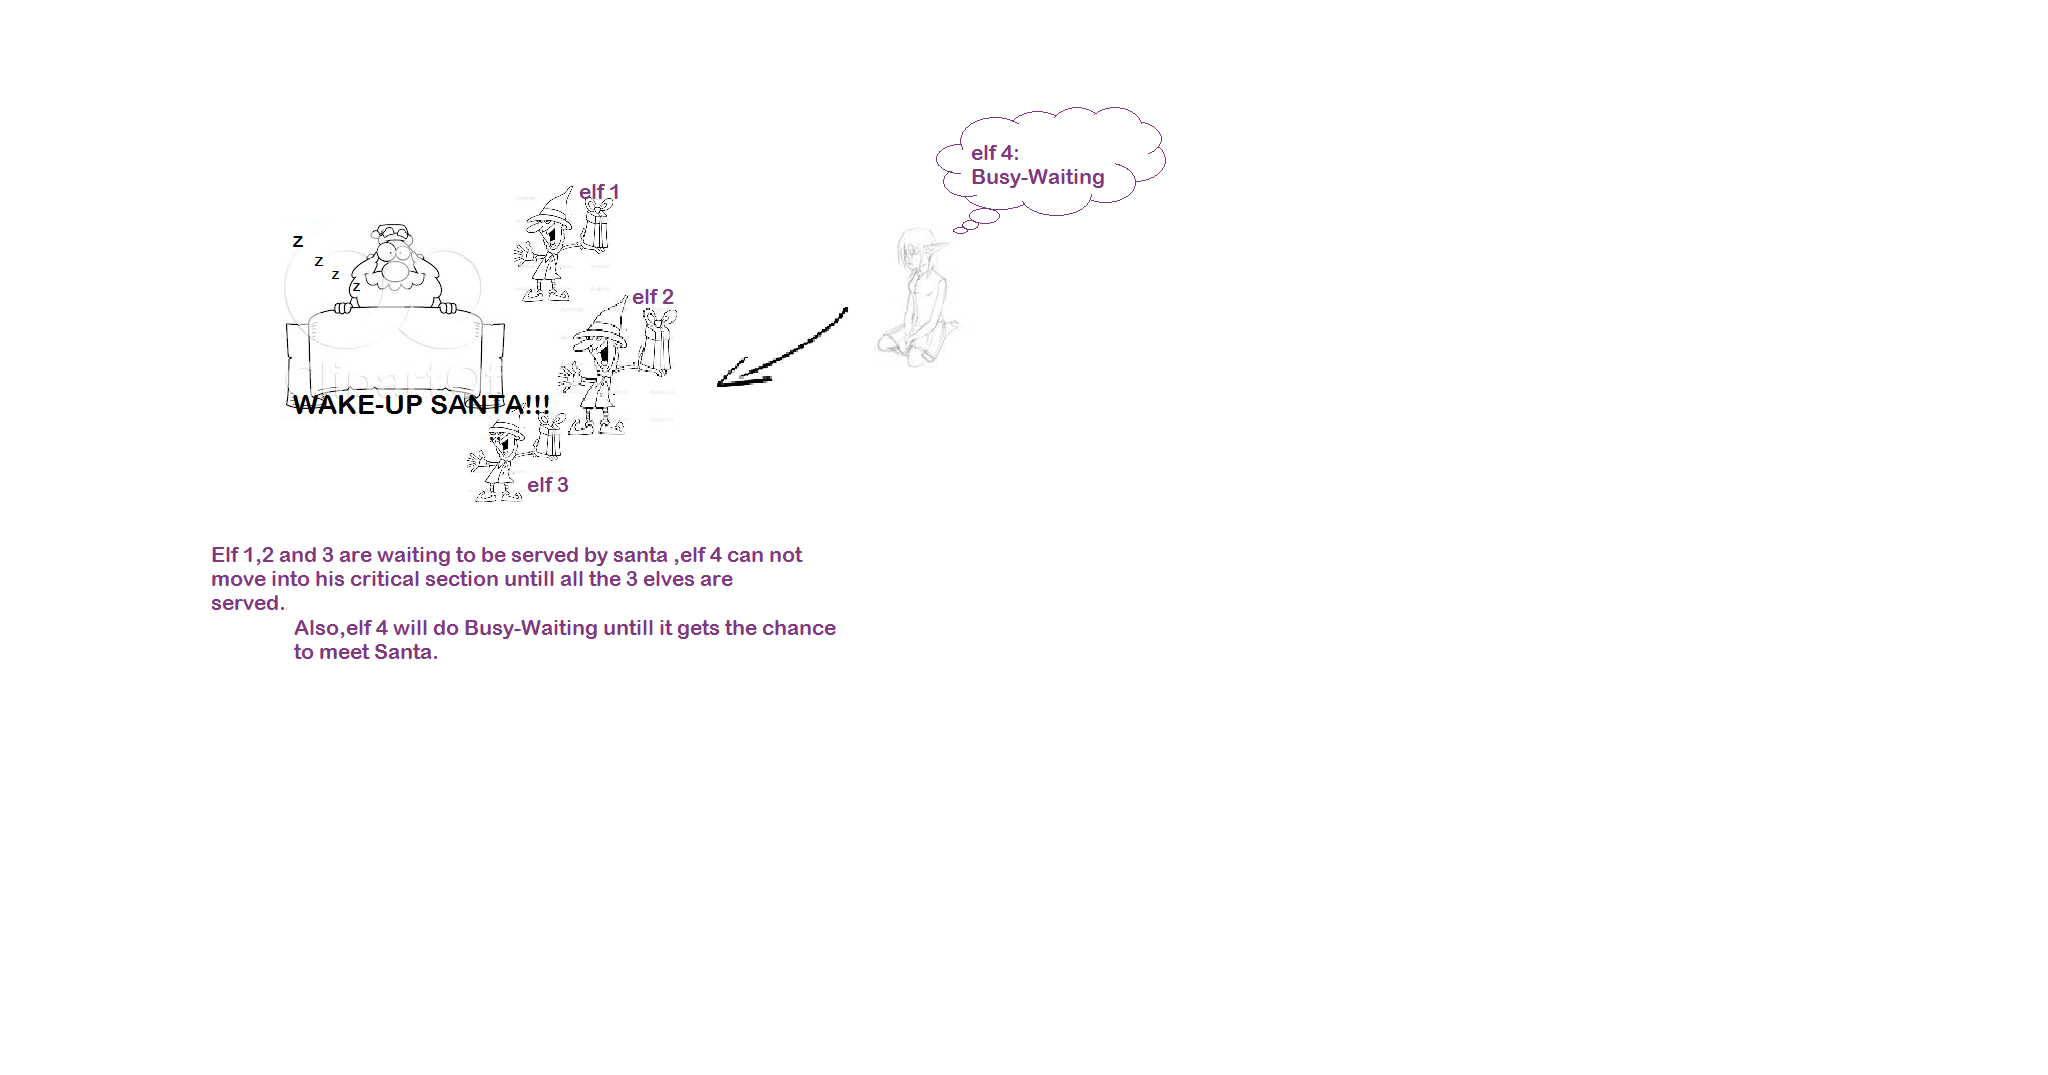 elf 4:
Busy-Waiting
elf 1
z
z
z
z
elf 2
WAKE-UP SANTA!!!
elf 3
Elf 1,2 and 3 are waiting to be served by santa ,elf 4 can not
move into his critical section untill all the 3 elves are
served.
Also,elf 4 will do Busy-Waiting untill it gets the chance
to meet Santa.